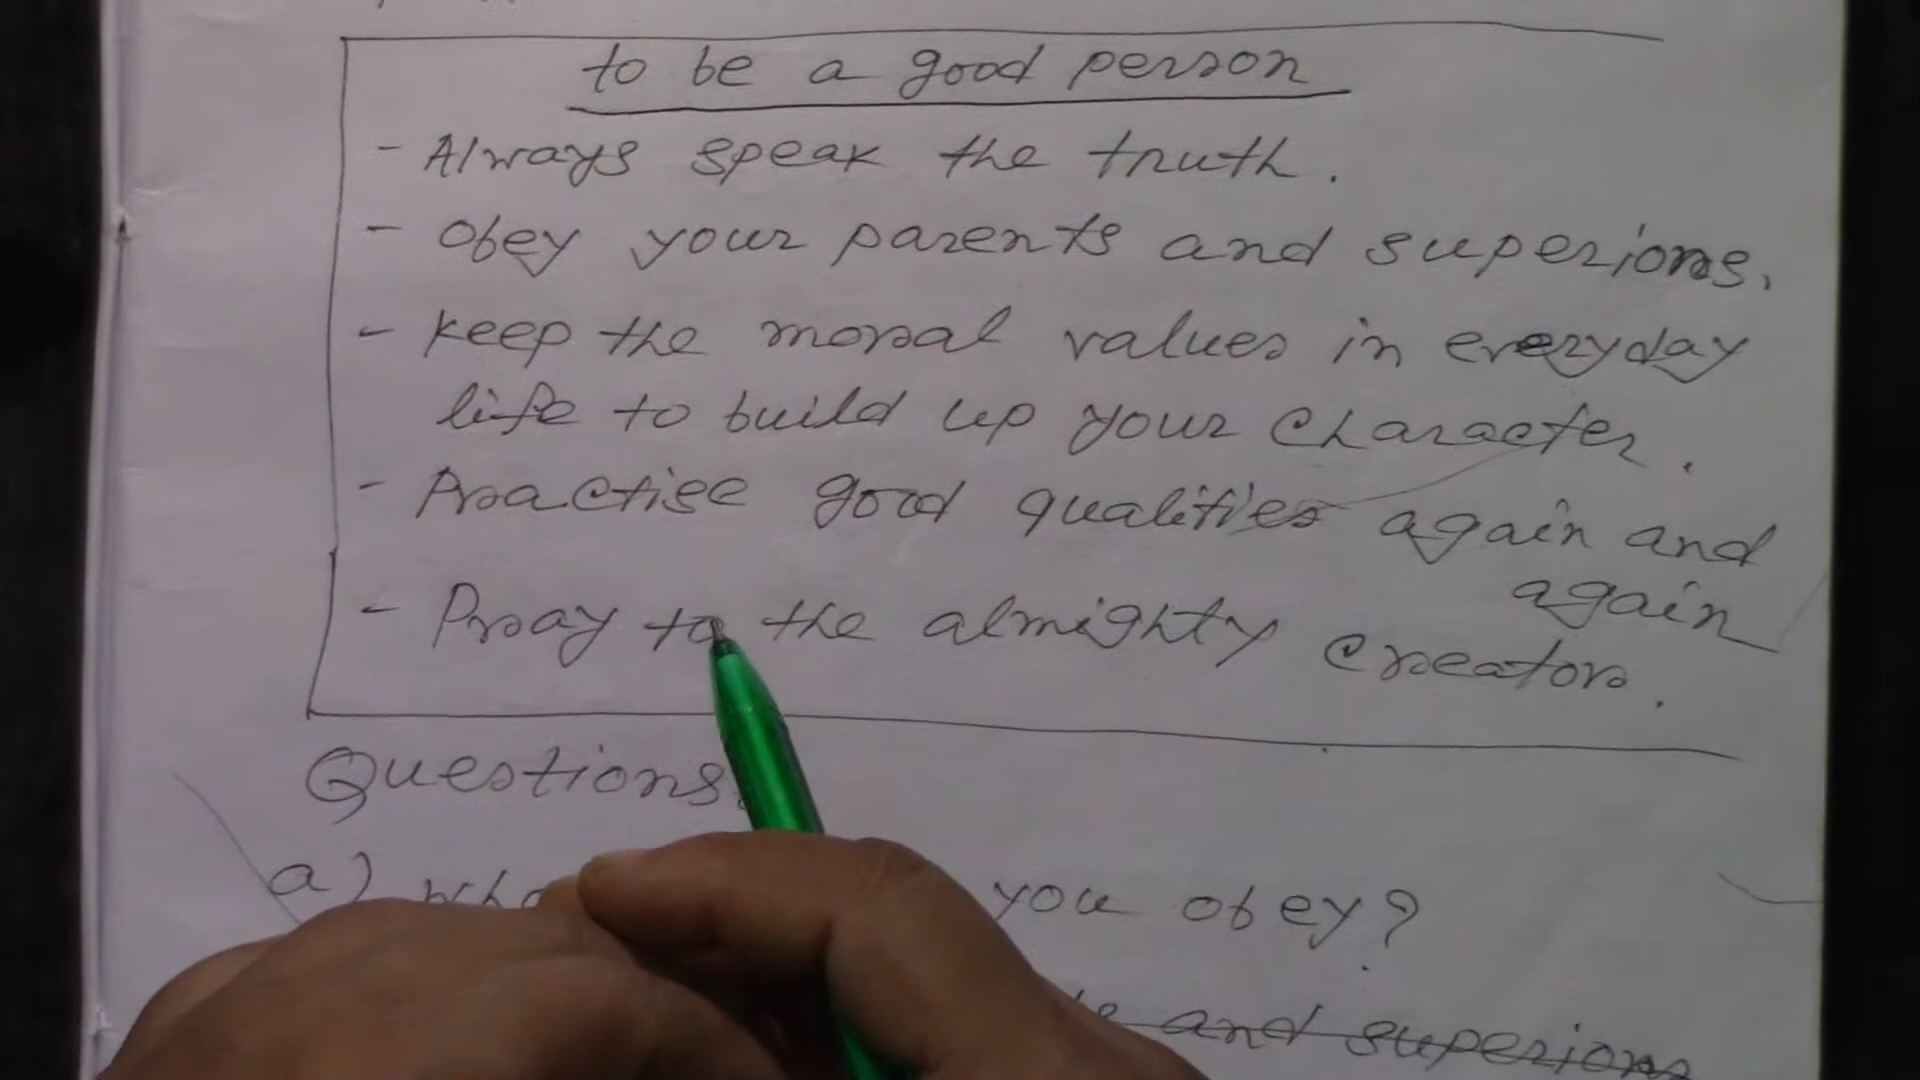 to be a good person
- Always speak the truth.
- Obey your parents and superiors.
- Keep the moral values in everyday
life to build up your character.
- Practise good qualities again and
again
- Pray to the almighty creator.
Questions:
a) you obey?
and superiors